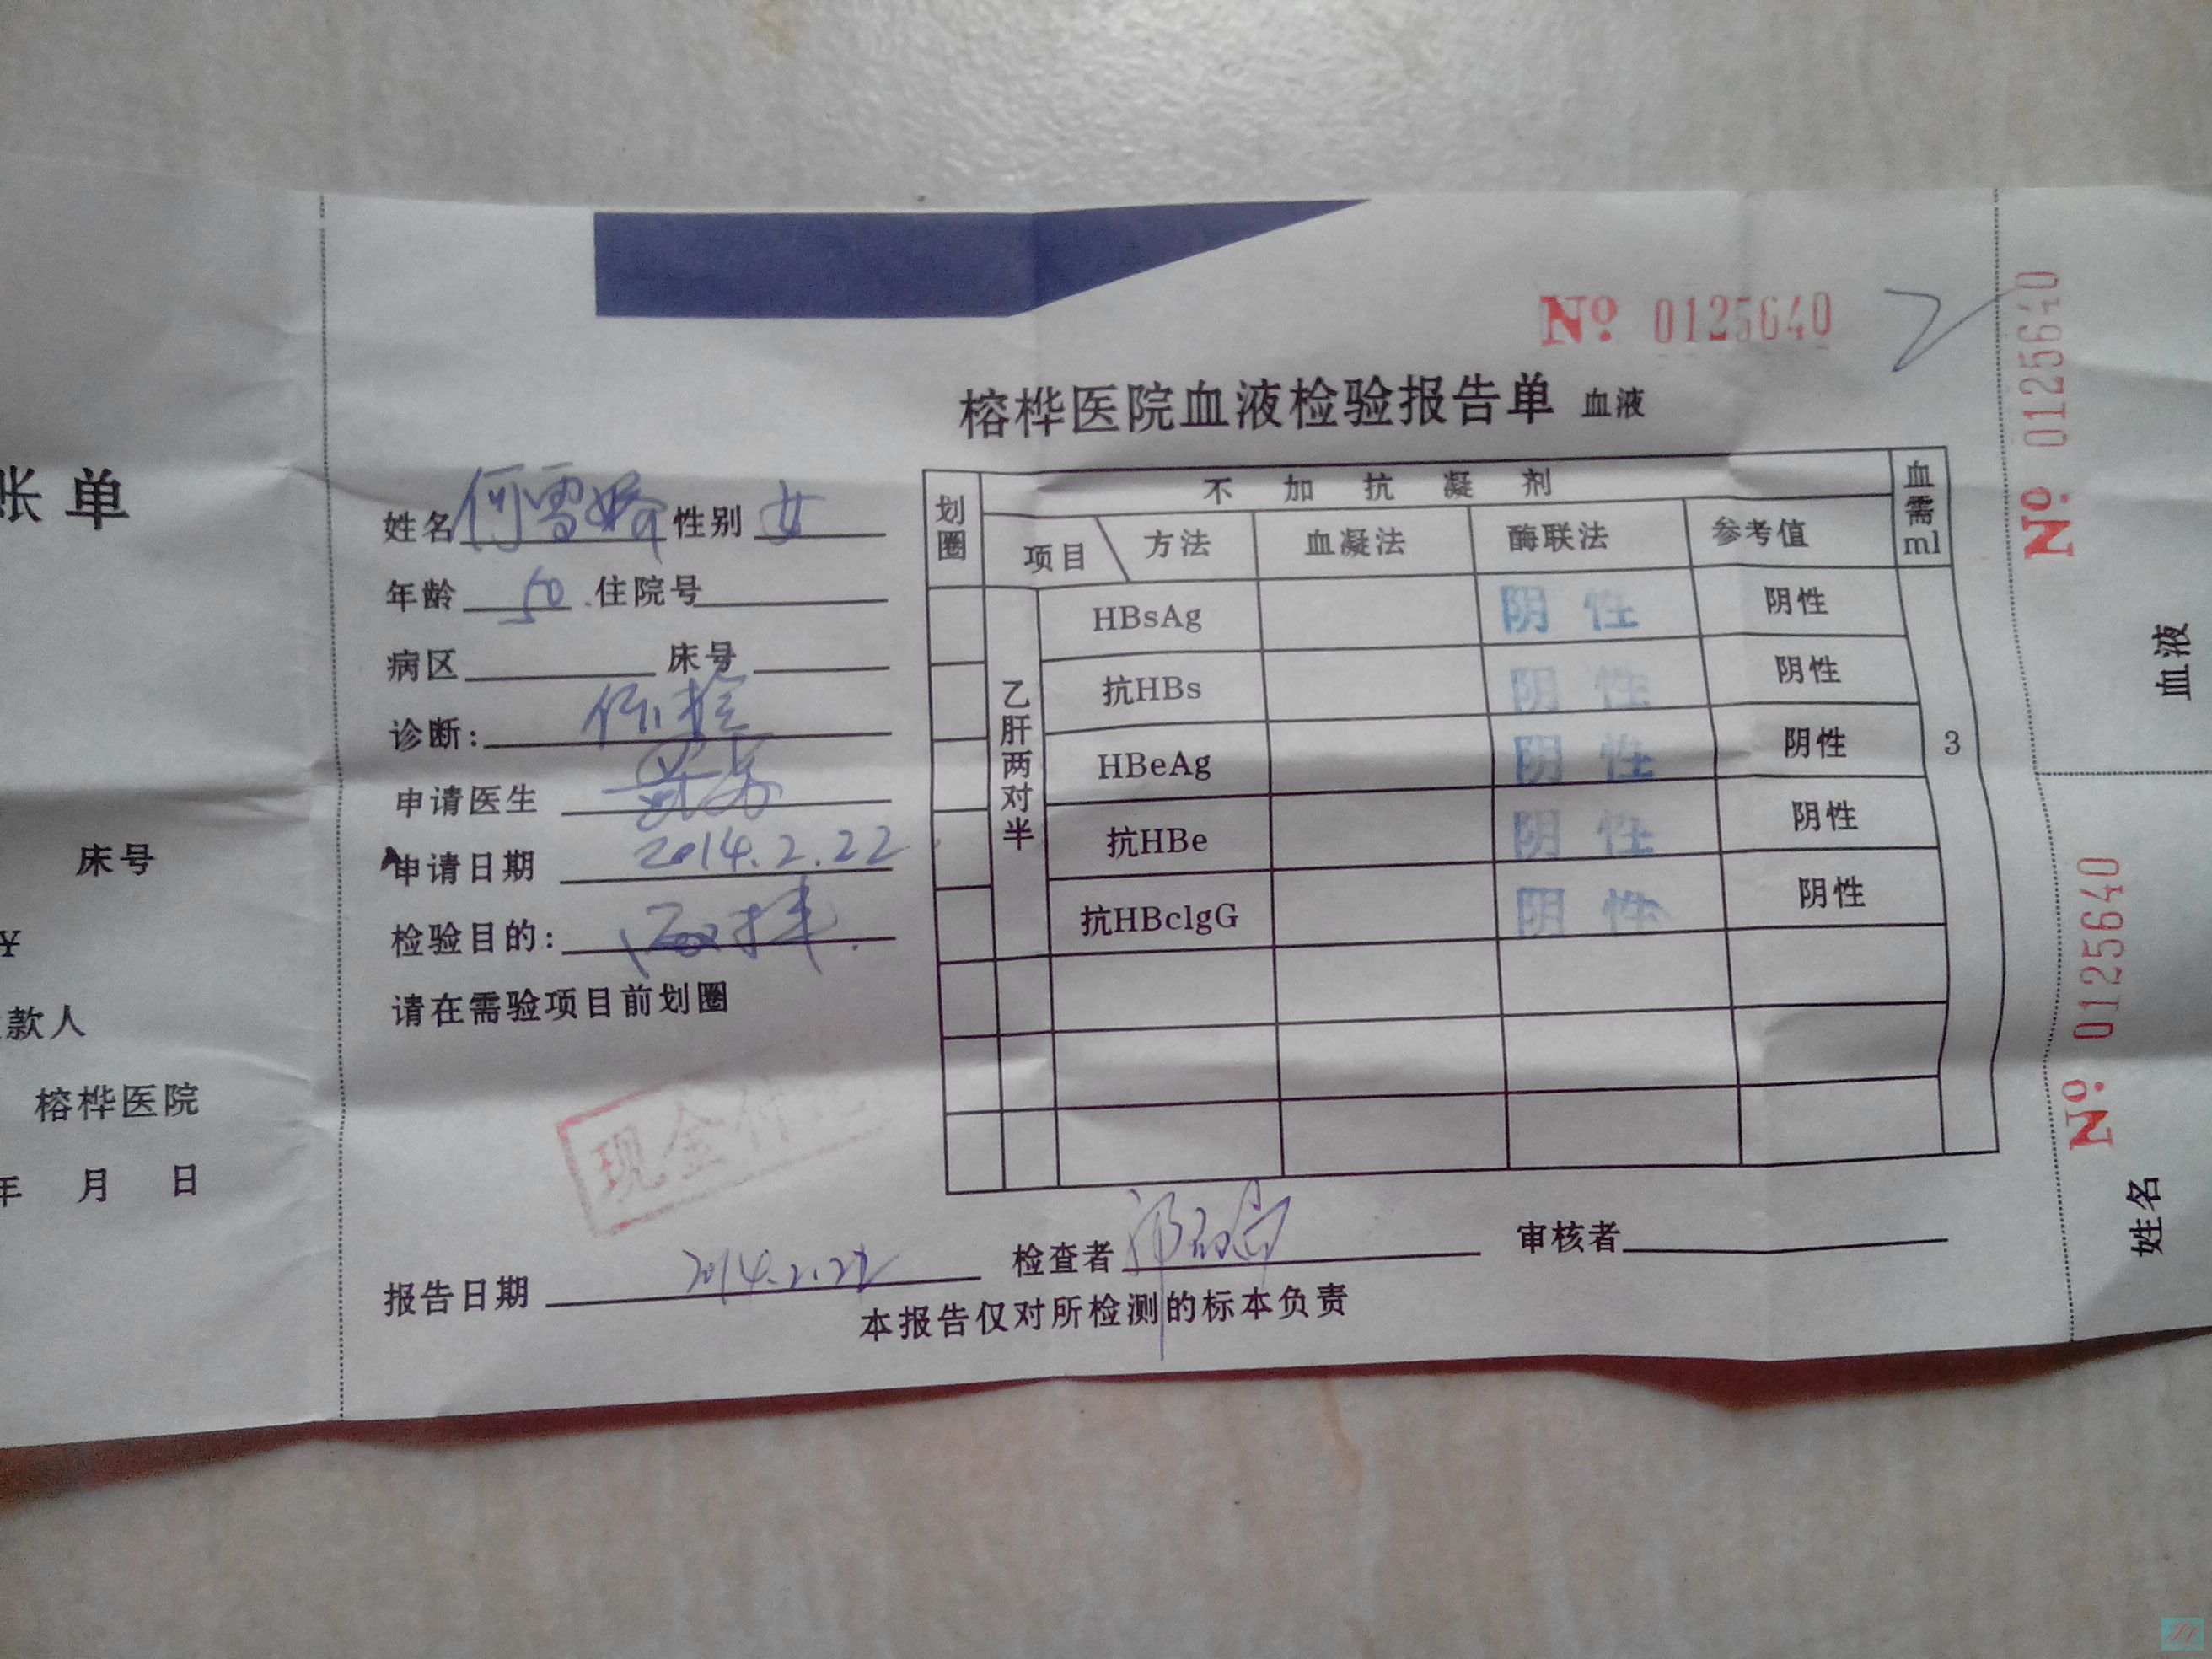 № 0125640
榕桦医院血液检验报告单 血液
姓名 何雪娇 性别 女
年龄 50 住院号
病区 床号
诊断:
申请医生
申请日期 2014.2.22
检验目的:
请在需验项目前划圈
划圈 不加抗凝剂 血需ml
项目 方法 血凝法 酶联法 参考值
乙肝两对半
HBsAg 阴性 阴性
抗HBs 阴性 阴性
HBeAg 阴性 阴性
抗HBe 阴性 阴性
抗HBclgG 阴性 阴性
3
现金付
报告日期 2014.2.22 检查者 审核者
本报告仅对所检测的标本负责
账单
床号
¥
款人
榕桦医院
年 月 日
№ 0125640
血液
№ 0125640
姓名